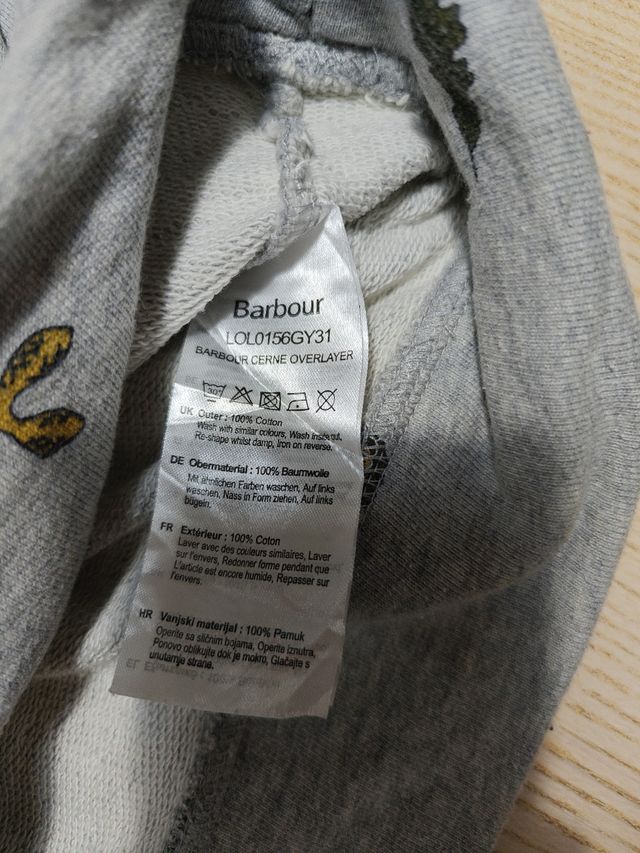 Barbour
LOL0156GY31
BARBOUR CERNE OVERLAYER
30°
UK Outer : 100% Cotton
Wash with similar colours, Wash inside out,
Re-shape whilst damp, Iron on reverse.
DE Obermaterial : 100% Baumwolle
Mit ähnlichen Farben waschen, Auf links
waschen, Nass in Form ziehen, Auf links
bügeln.
FR Extérieur : 100% Coton
Laver avec des couleurs similaires, Laver
sur l'envers, Redonner forme pendant que
L'article est encore humide, Repasser sur
l'envers.
HR Vanjski materijal : 100% Pamuk
Operite sa sličnim bojama, Operite iznutra,
Ponovo oblikujte dok je mokro, Glačajte s
unutarnje strane.